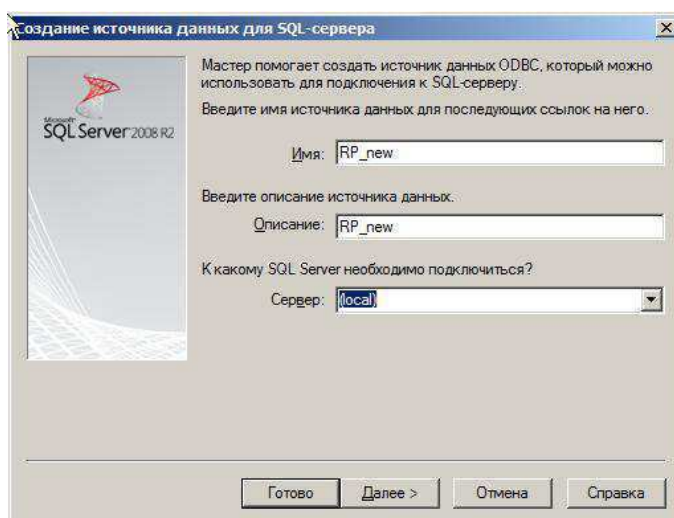 Создание источника данных для SQL-сервера
Мастер помогает создать источник данных ODBC, который можно
использовать для подключения к SQL-серверу.
Введите имя источника данных для последующих ссылок на него.
Microsoft
SQL Server 2008 R2
Имя: RP_new
Введите описание источника данных.
Описание: RP_new
К какому SQL Server необходимо подключиться?
Сервер: (local)
Готово Далее > Отмена Справка